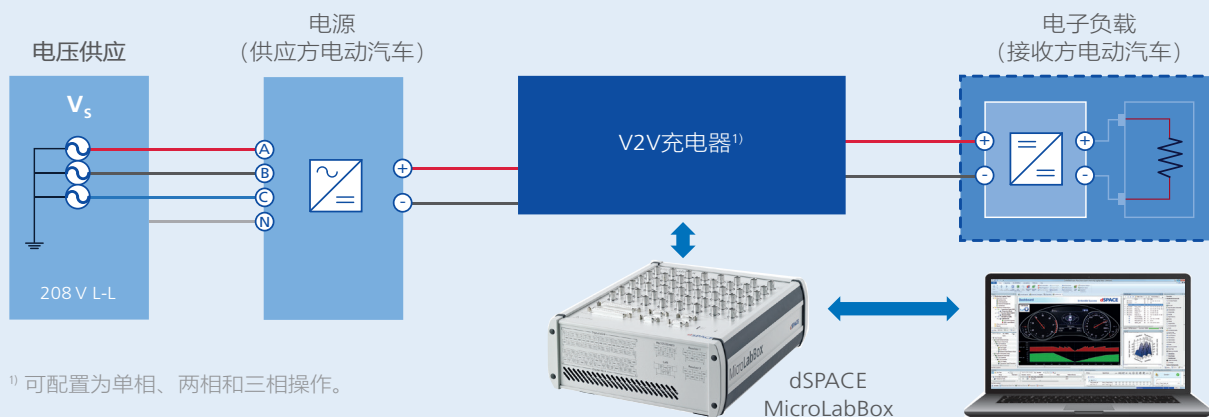 电压供应
电源
（供应方电动汽车）
电子负载
（接收方电动汽车）
Vs
A
B
C
N
208 V L-L
+
-
V2V充电器1)
+
-
+
-
MicroLabBox
dSPACE
dSPACE
MicroLabBox
1) 可配置为单相、两相和三相操作。